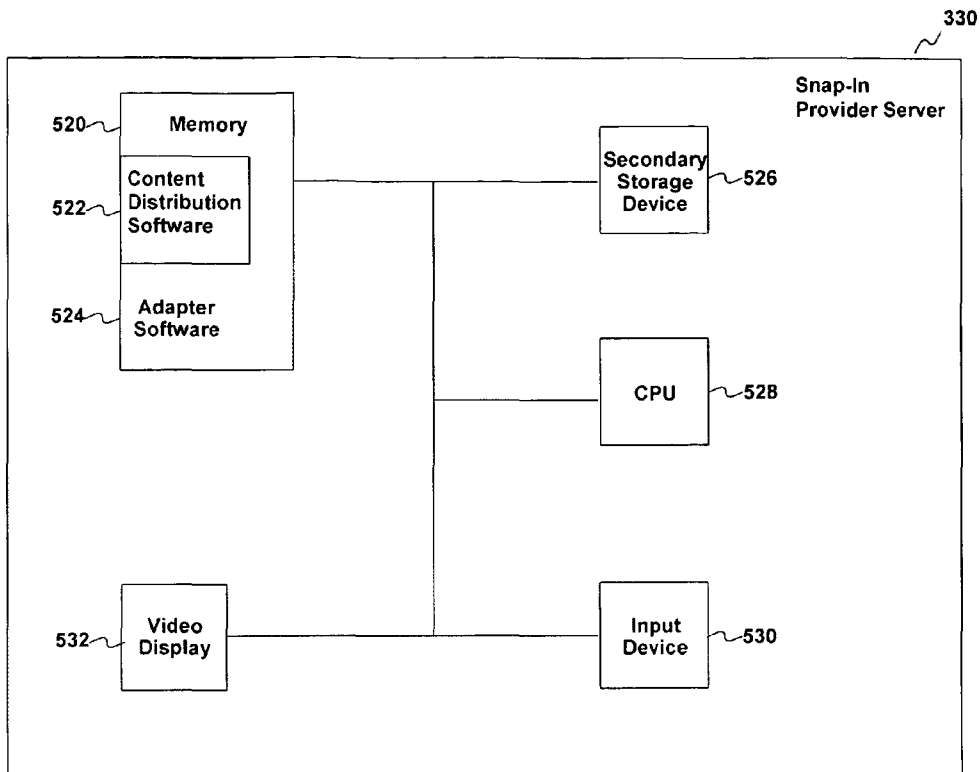 330
Snap-In
Provider Server
520
Memory
522
Content
Distribution
Software
524
Adapter
Software
Secondary
Storage
Device
526
CPU
528
532
Video
Display
Input
Device
530